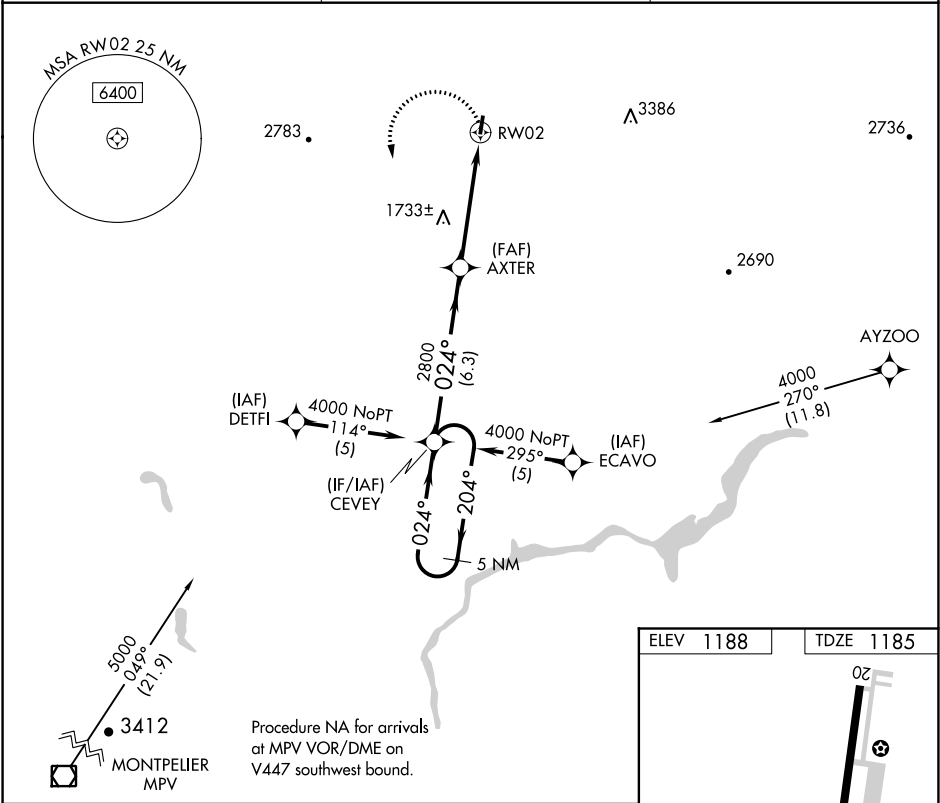 MSA RW02 25 NM
6400
2783
3386
2736
RW02
1733±
(FAF)
AXTER
2690
AYZOO
2800
024°
(6.3)
4000
270°
(11.8)
(IAF)
DETFI
4000 NoPT
114°
(5)
4000 NoPT
295°
(5)
(IAF)
ECAVO
(IF/IAF)
CEVEY
024°
204°
5 NM
5000
049°
(21.9)
3412
MONTPELIER
MPV
Procedure NA for arrivals
at MPV VOR/DME on
V447 southwest bound.
ELEV 1188
TDZE 1185
20